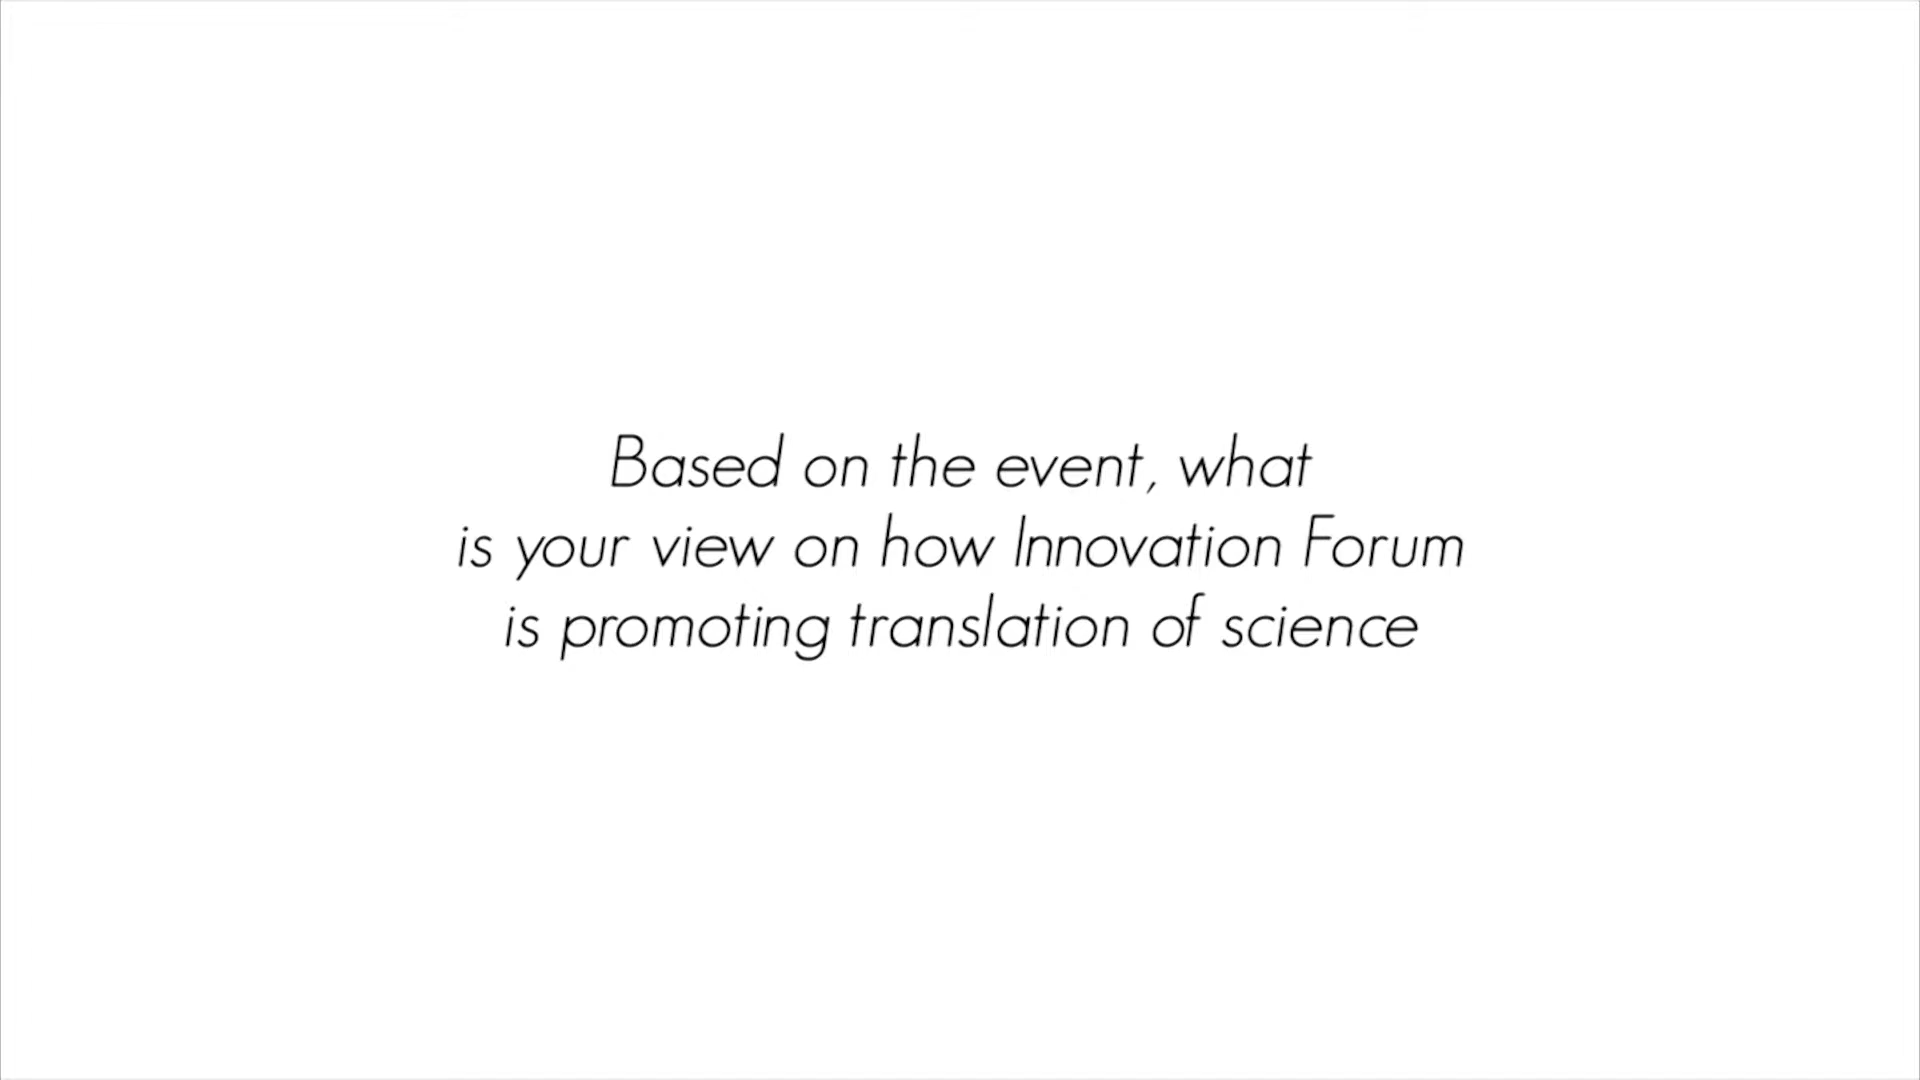 Based on the event, what
is your view on how Innovation Forum
is promoting translation of science